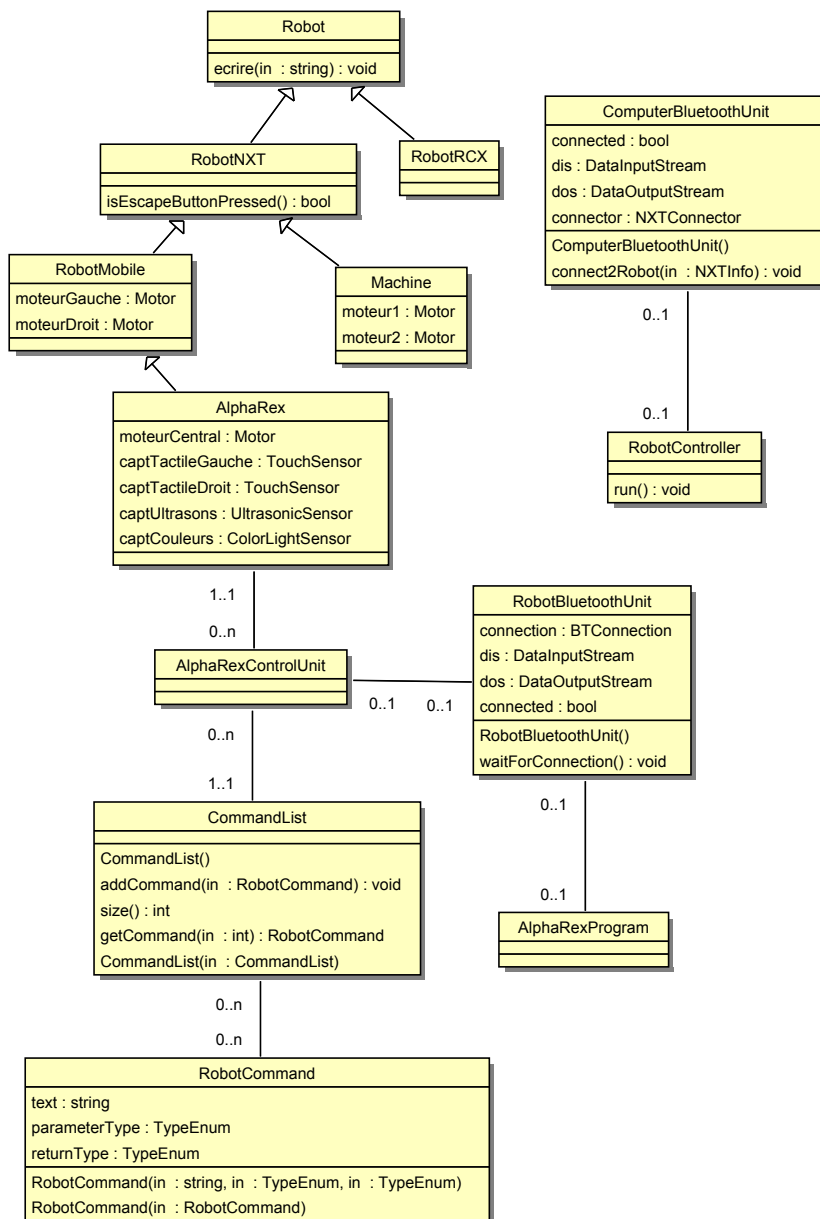 Robot
ecrire(in : string) : void
RobotNXT
isEscapeButtonPressed() : bool
RobotRCX
RobotMobile
moteurGauche : Motor
moteurDroit : Motor
Machine
moteur1 : Motor
moteur2 : Motor
AlphaRex
moteurCentral : Motor
captTactileGauche : TouchSensor
captTactileDroit : TouchSensor
captUltrasons : UltrasonicSensor
captCouleurs : ColorLightSensor
ComputerBluetoothUnit
connected : bool
dis : DataInputStream
dos : DataOutputStream
connector : NXTConnector
ComputerBluetoothUnit()
connect2Robot(in : NXTInfo) : void
0..1
0..1
RobotController
run() : void
1..1
0..n
AlphaRexControlUnit
0..1
0..1
RobotBluetoothUnit
connection : BTConnection
dis : DataInputStream
dos : DataOutputStream
connected : bool
RobotBluetoothUnit()
waitForConnection() : void
0..1
0..1
AlphaRexProgram
0..n
1..1
CommandList
CommandList()
addCommand(in : RobotCommand) : void
size() : int
getCommand(in : int) : RobotCommand
CommandList(in : CommandList)
0..n
0..n
RobotCommand
text : string
parameterType : TypeEnum
returnType : TypeEnum
RobotCommand(in : string, in : TypeEnum, in : TypeEnum)
RobotCommand(in : RobotCommand)